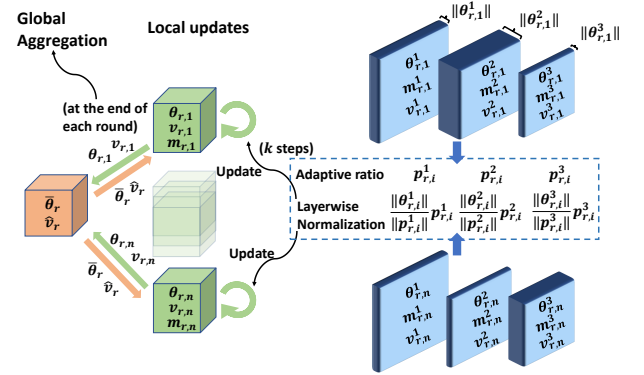 Global
Aggregation
Local updates
(at the end of
each round)
θ_{r,1} v_{r,1}
θ̄_r v̂_r
θ_{r,1}
v_{r,1}
m_{r,1}
(k steps)
Update
θ̄_r
v̂_r
θ_{r,n}
v_{r,n}
θ̄_r
v̂_r
Update
θ_{r,n}
v_{r,n}
m_{r,n}
‖θ^1_{r,1}‖ ‖θ^2_{r,1}‖ ‖θ^3_{r,1}‖
θ^1_{r,1} θ^2_{r,1} θ^3_{r,1}
m^1_{r,1} m^2_{r,1} m^3_{r,1}
v^1_{r,1} v^2_{r,1} v^3_{r,1}
Adaptive ratio p^1_{r,i} p^2_{r,i} p^3_{r,i}
Layerwise
Normalization
‖θ^1_{r,i}‖/‖p^1_{r,i}‖ p^1_{r,i} ‖θ^2_{r,i}‖/‖p^2_{r,i}‖ p^2_{r,i} ‖θ^3_{r,i}‖/‖p^3_{r,i}‖ p^3_{r,i}
θ^1_{r,n} θ^2_{r,n} θ^3_{r,n}
m^1_{r,n} m^2_{r,n} m^3_{r,n}
v^1_{r,n} v^2_{r,n} v^3_{r,n}